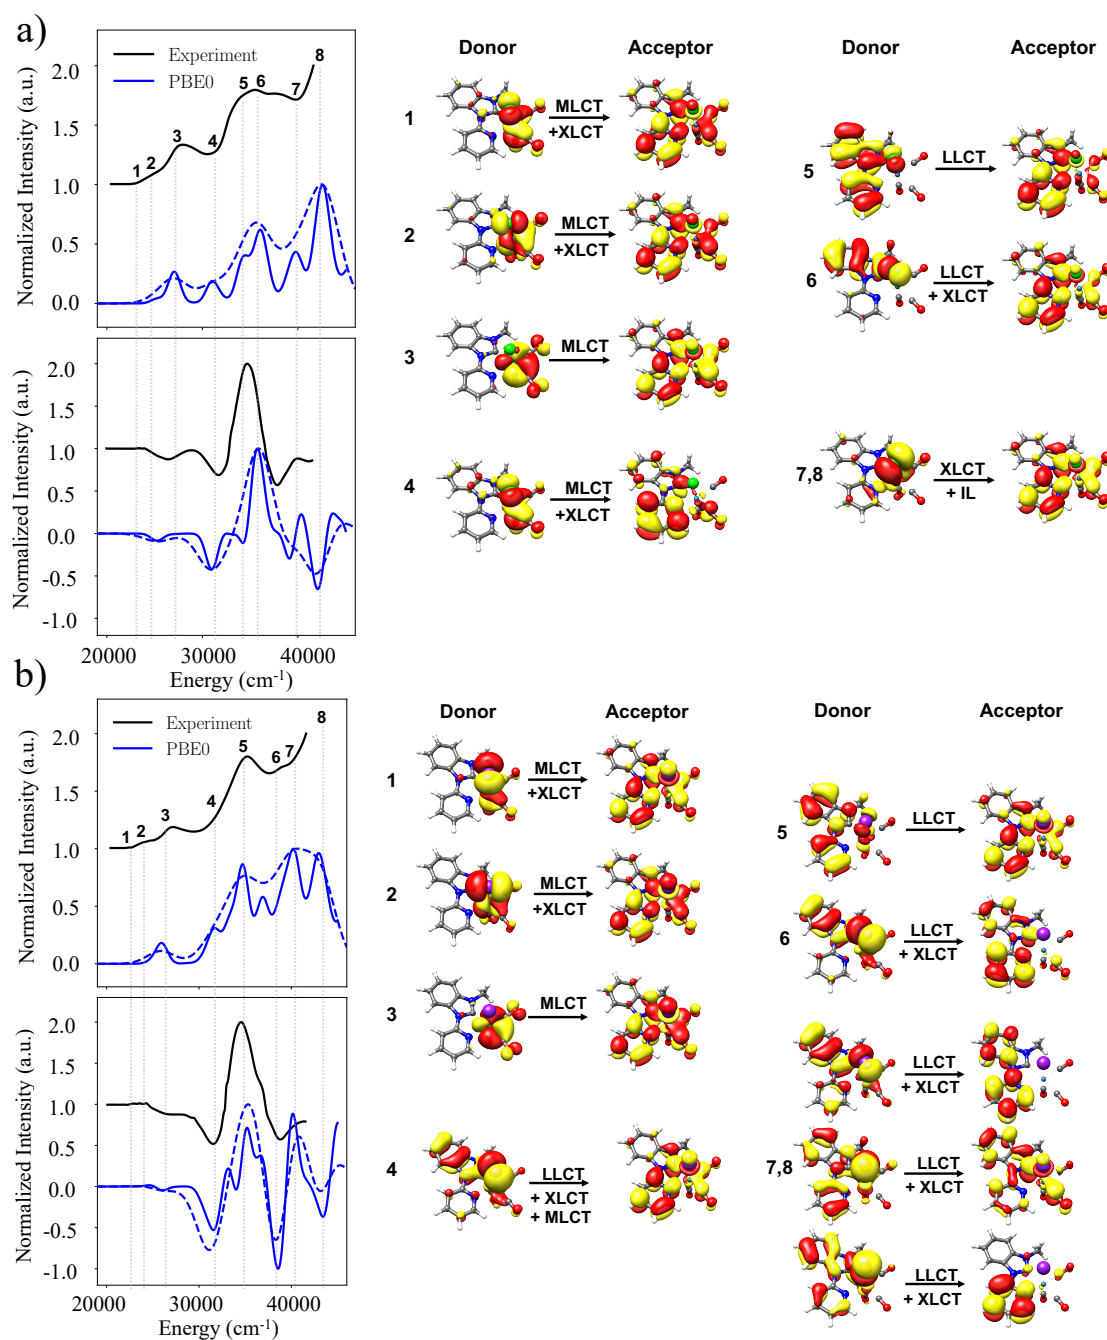 a)
Experiment
PBE0
Normalized Intensity (a.u.)
2.0
1.5
1.0
0.5
0.0
1 2 3 4 5 6 7 8
Normalized Intensity (a.u.)
2.0
1.5
1.0
0.5
0.0
-0.5
-1.0
20000 30000 40000
Energy (cm-1)
Donor Acceptor
1 MLCT
+XLCT
2 MLCT
+XLCT
3 MLCT
4 MLCT
+XLCT
Donor Acceptor
5 LLCT
6 LLCT
+ XLCT
7,8 XLCT
+ IL
b)
Experiment
PBE0
Normalized Intensity (a.u.)
2.0
1.5
1.0
0.5
0.0
1 2 3 4 5 6 7 8
Normalized Intensity (a.u.)
2.0
1.5
1.0
0.5
0.0
-0.5
-1.0
20000 30000 40000
Energy (cm-1)
Donor Acceptor
1 MLCT
+XLCT
2 MLCT
+XLCT
3 MLCT
4 LLCT
+ XLCT
+ MLCT
Donor Acceptor
5 LLCT
6 LLCT
+ XLCT
LLCT
+ XLCT
7,8 LLCT
+ XLCT
LLCT
+ XLCT